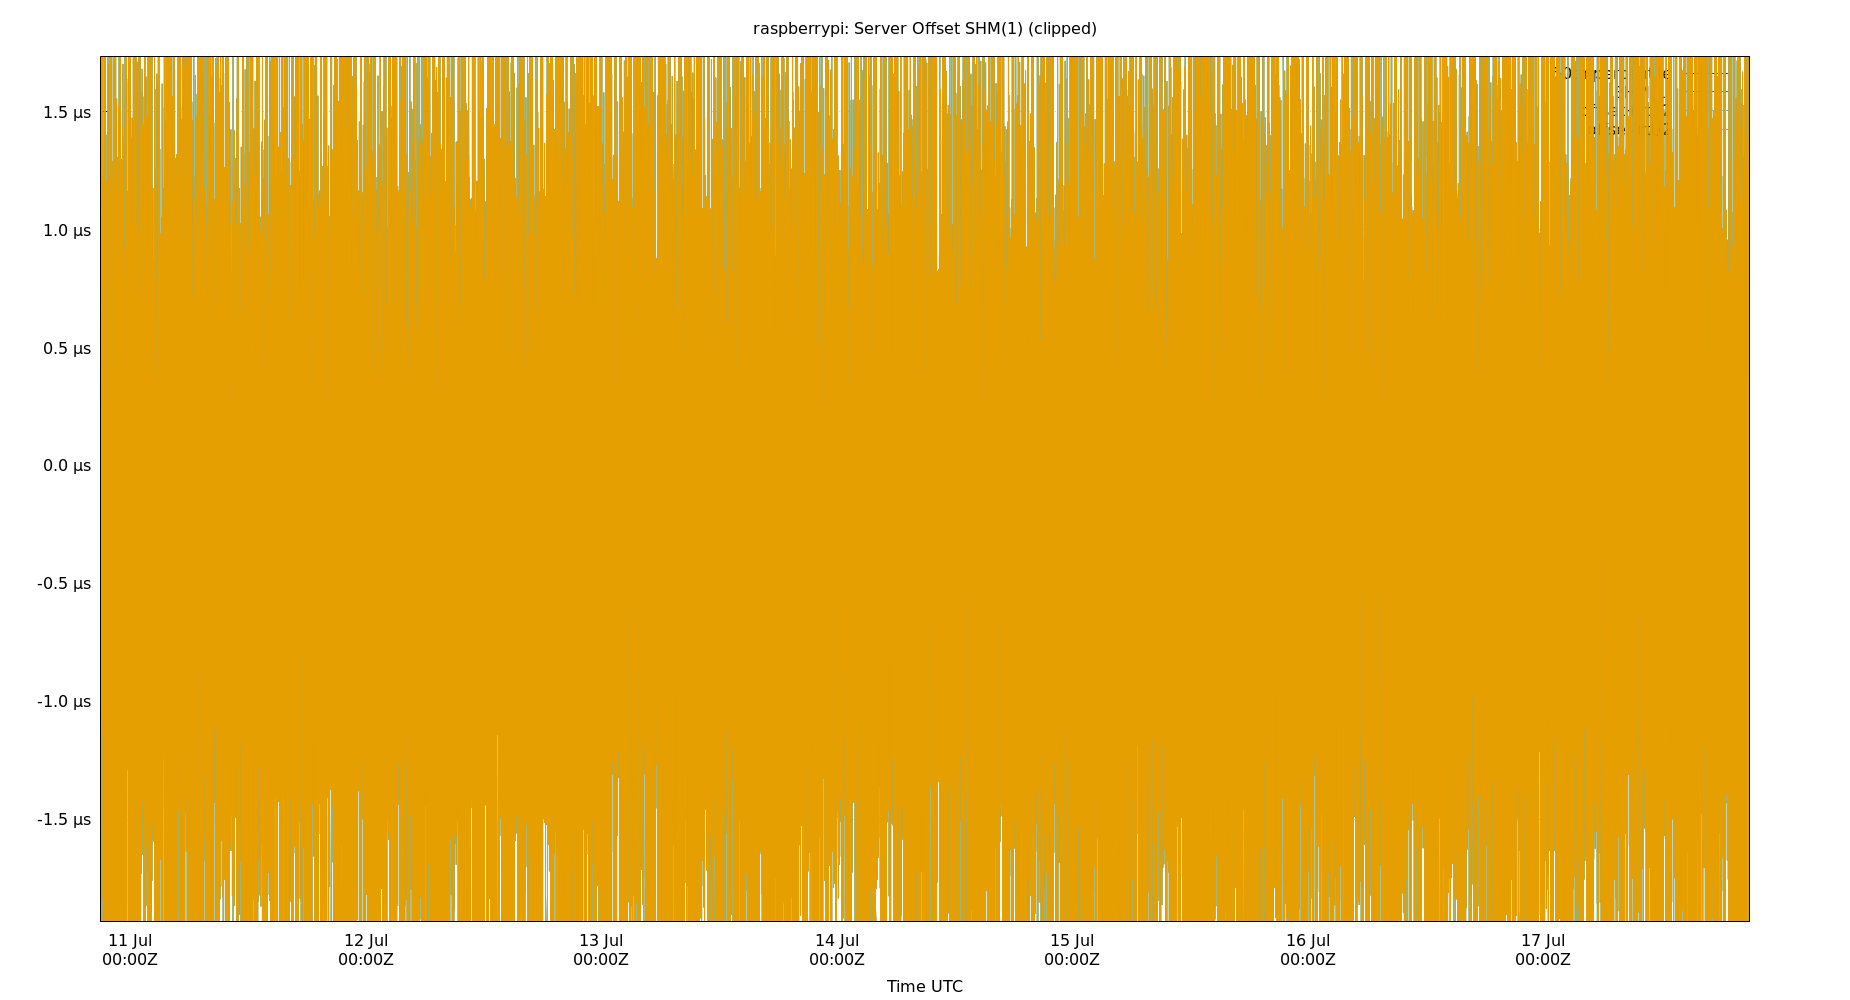 raspberrypi: Server Offset SHM(1) (clipped)
1.5 µs
1.0 µs
0.5 µs
0.0 µs
-0.5 µs
-1.0 µs
-1.5 µs
11 Jul 12 Jul 13 Jul 14 Jul 15 Jul 16 Jul 17 Jul
00:00Z 00:00Z 00:00Z 00:00Z 00:00Z 00:00Z 00:00Z
Time UTC